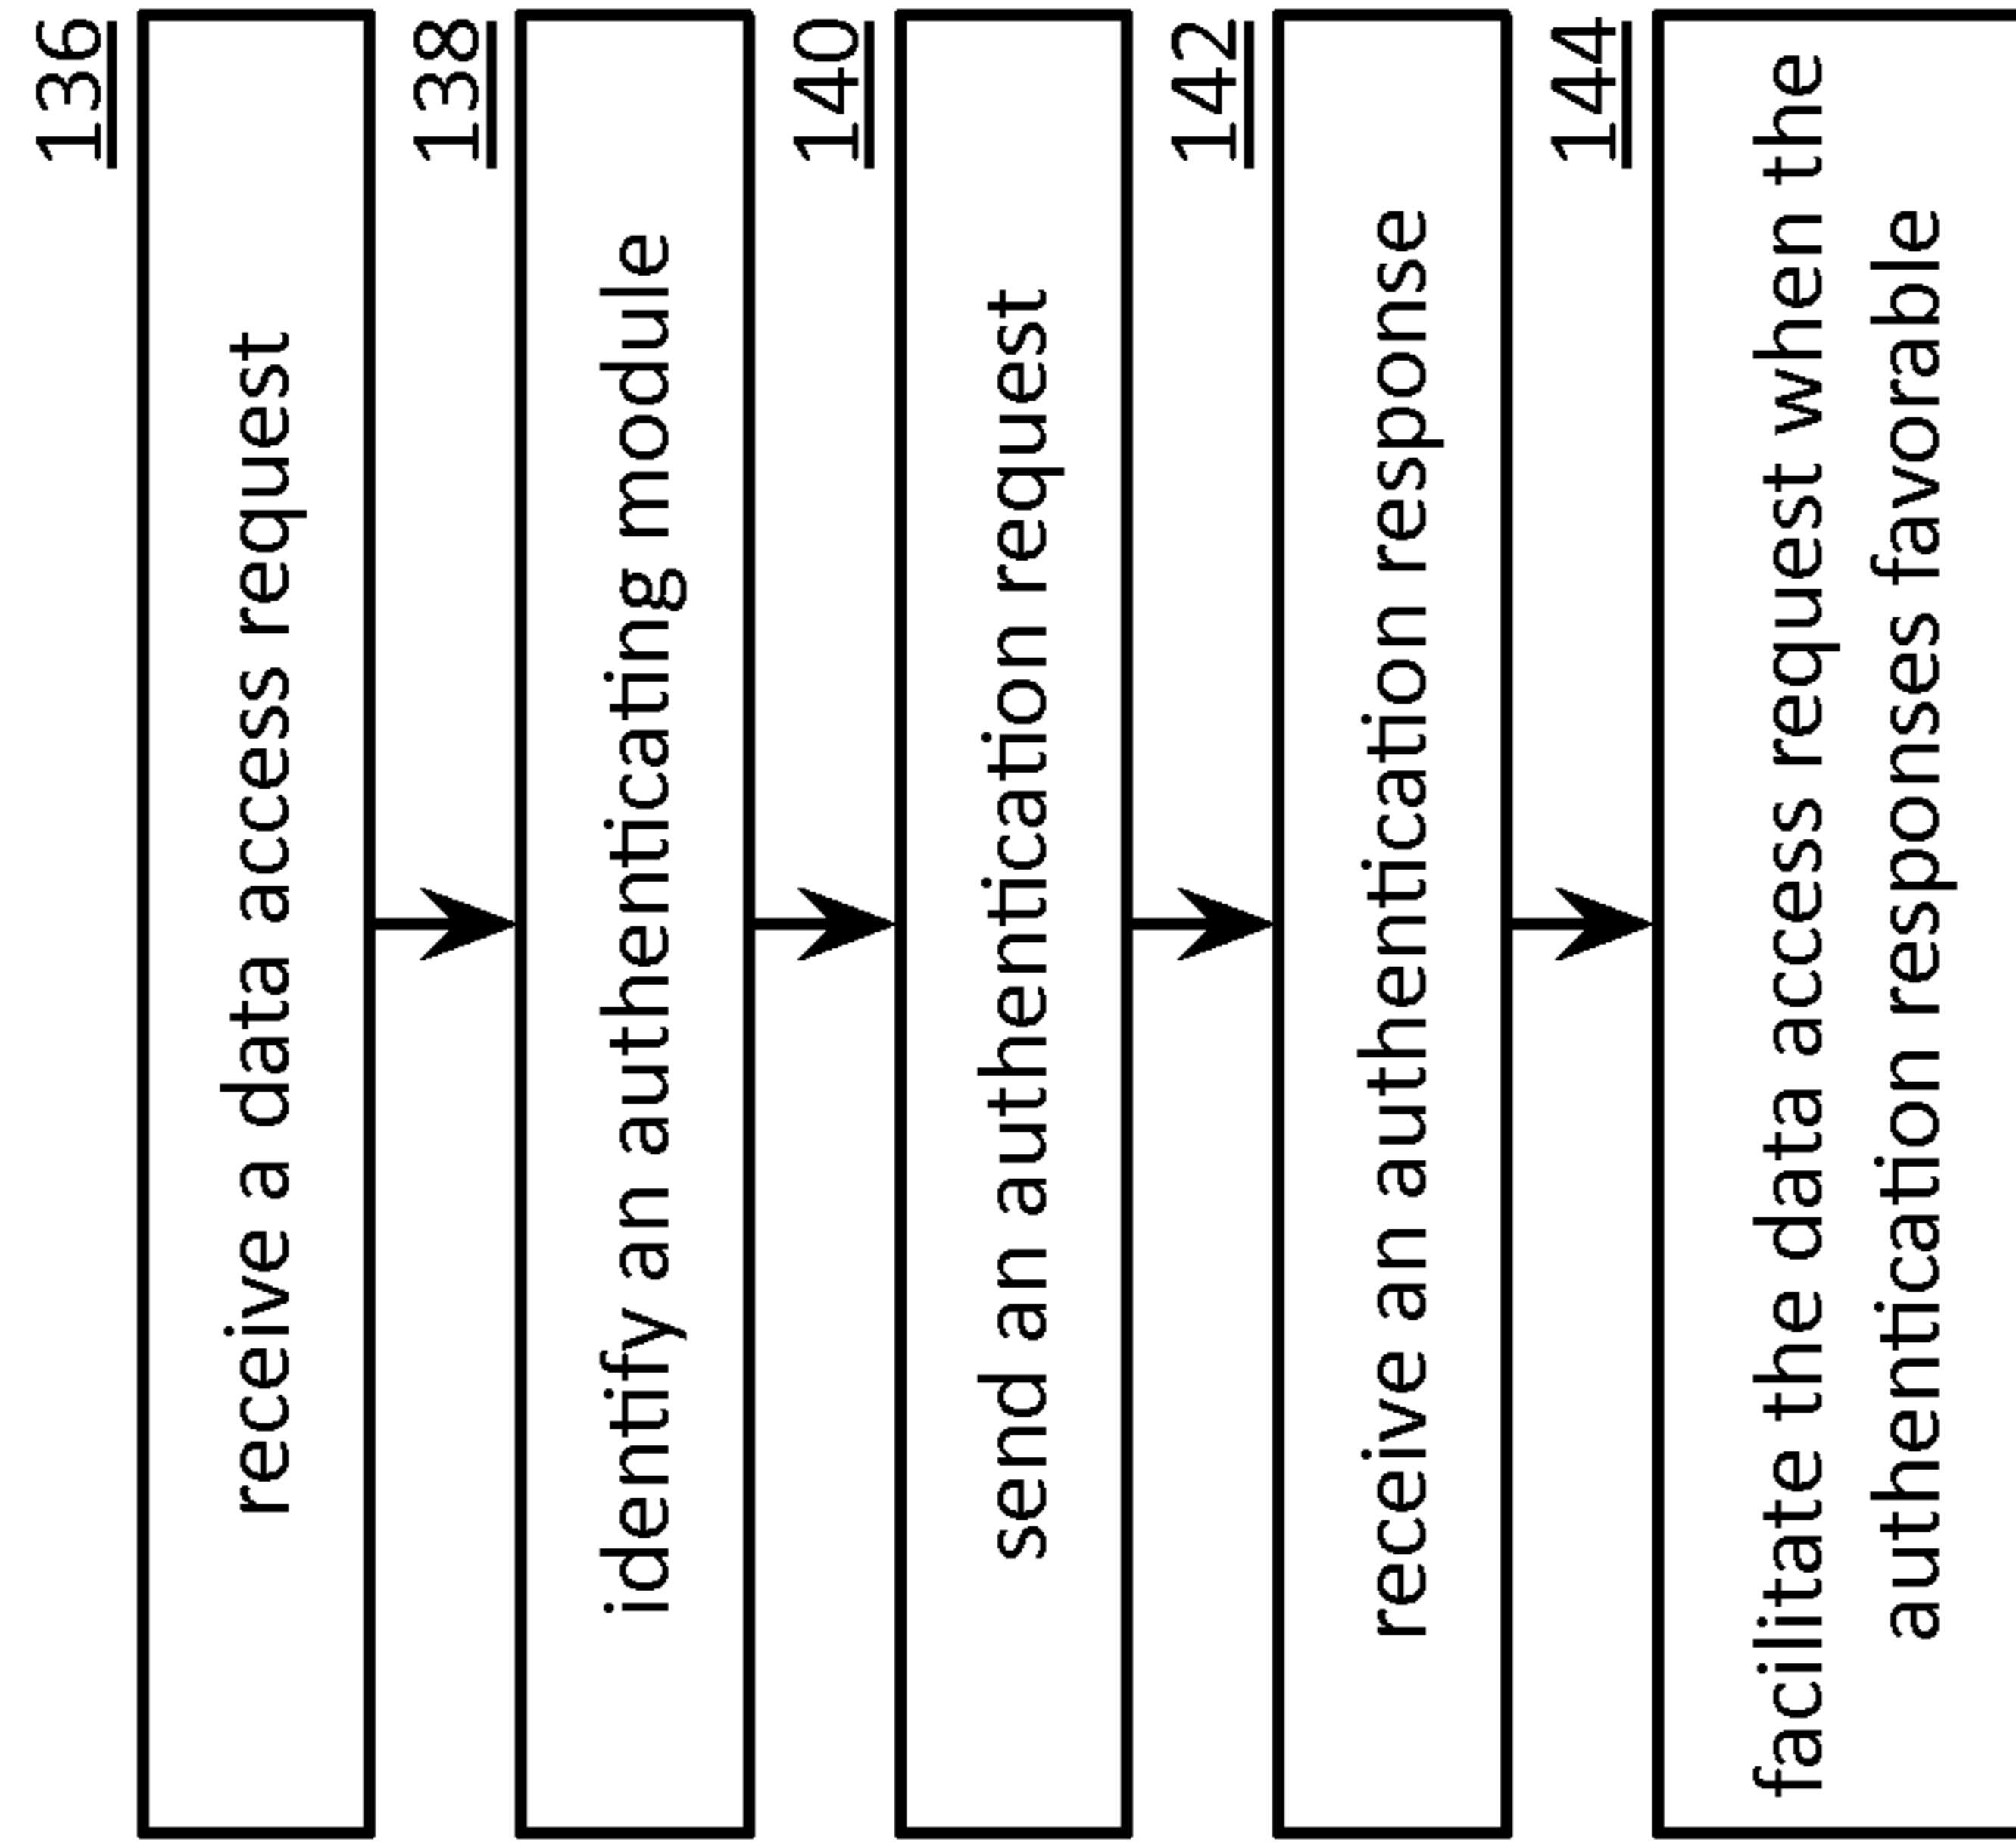 136
receive a data access request
138
identify an authenticating module
140
send an authentication request
142
receive an authentication response
144
facilitate the data access request when the
authentication responses favorable